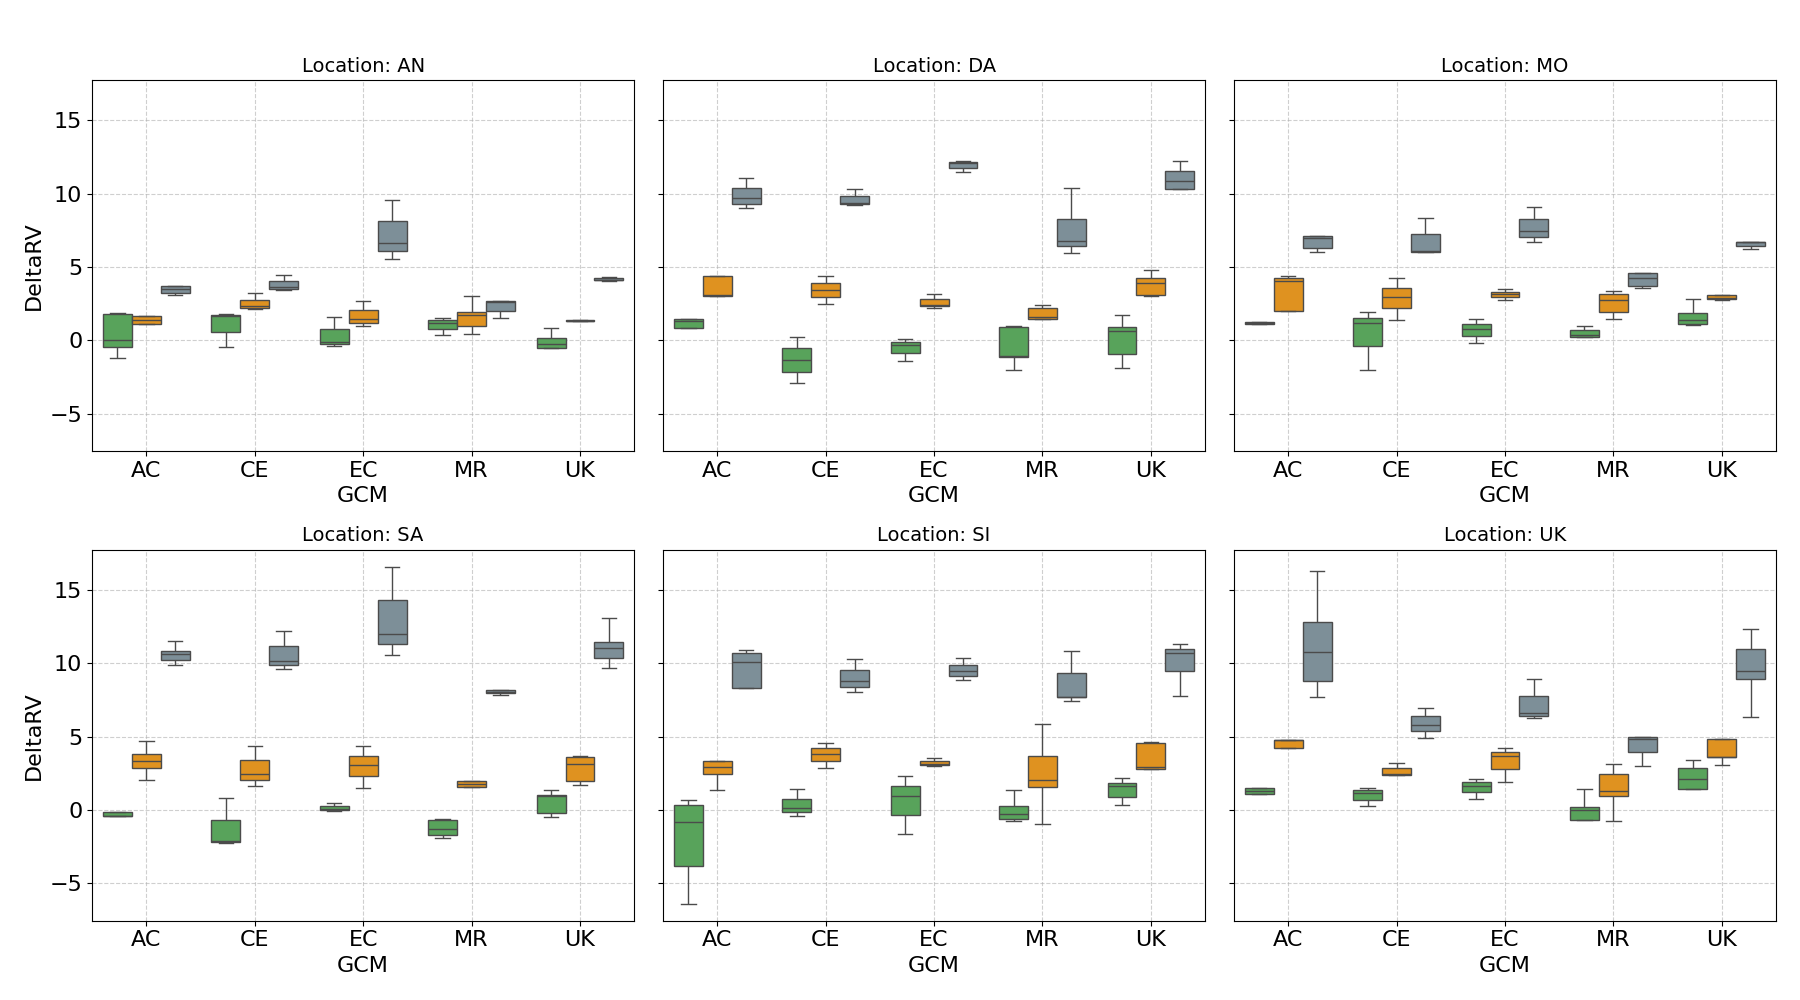 Location: AN
Location: DA
Location: MO
DeltaRV
15
10
5
0
−5
AC CE EC MR UK
GCM
AC CE EC MR UK
GCM
AC CE EC MR UK
GCM
Location: SA
Location: SI
Location: UK
DeltaRV
15
10
5
0
−5
AC CE EC MR UK
GCM
AC CE EC MR UK
GCM
AC CE EC MR UK
GCM